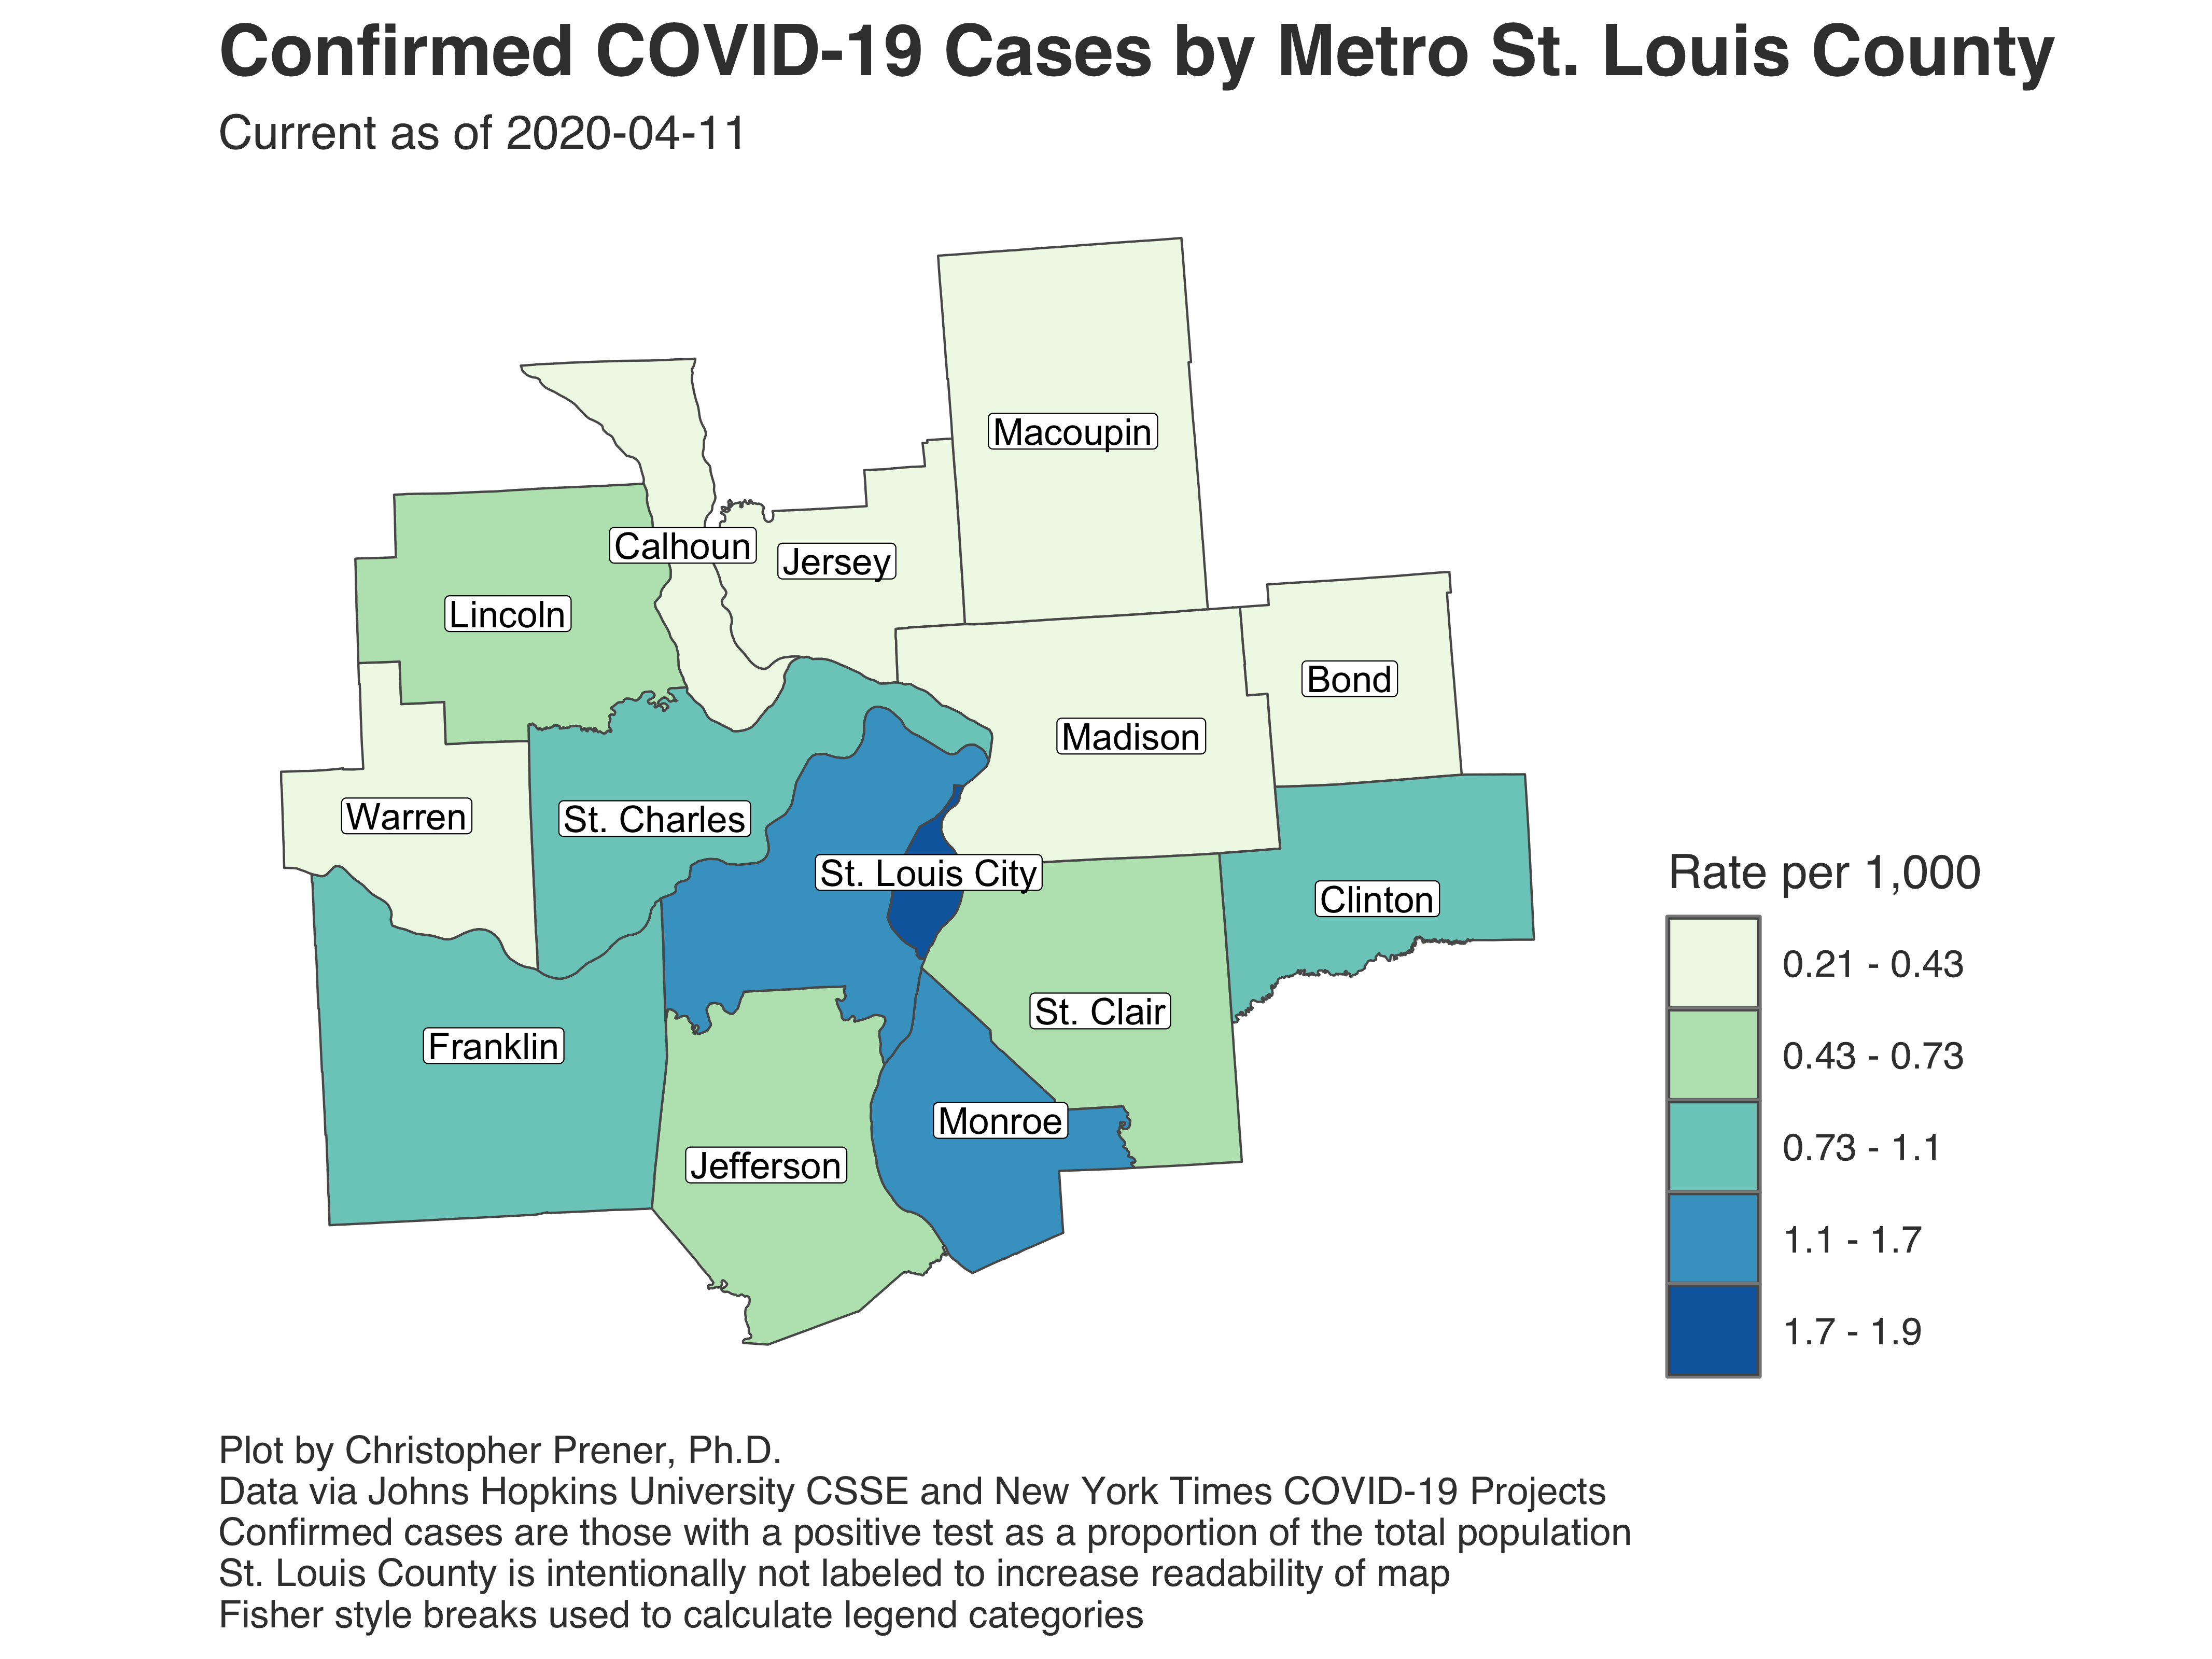 Confirmed COVID-19 Cases by Metro St. Louis County
Current as of 2020-04-11
Macoupin
Calhoun
Jersey
Lincoln
Bond
Madison
Warren
St. Charles
St. Louis City
Clinton
St. Clair
Franklin
Monroe
Jefferson
Rate per 1,000
0.21 - 0.43
0.43 - 0.73
0.73 - 1.1
1.1 - 1.7
1.7 - 1.9
Plot by Christopher Prener, Ph.D.
Data via Johns Hopkins University CSSE and New York Times COVID-19 Projects
Confirmed cases are those with a positive test as a proportion of the total population
St. Louis County is intentionally not labeled to increase readability of map
Fisher style breaks used to calculate legend categories